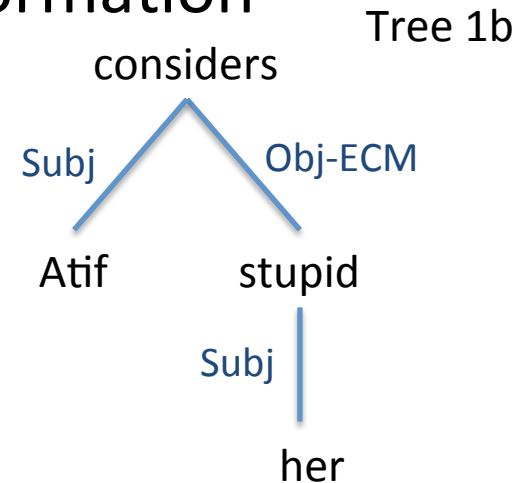 ormation
Tree 1b
considers
Subj
Obj-ECM
Atif
stupid
Subj
her